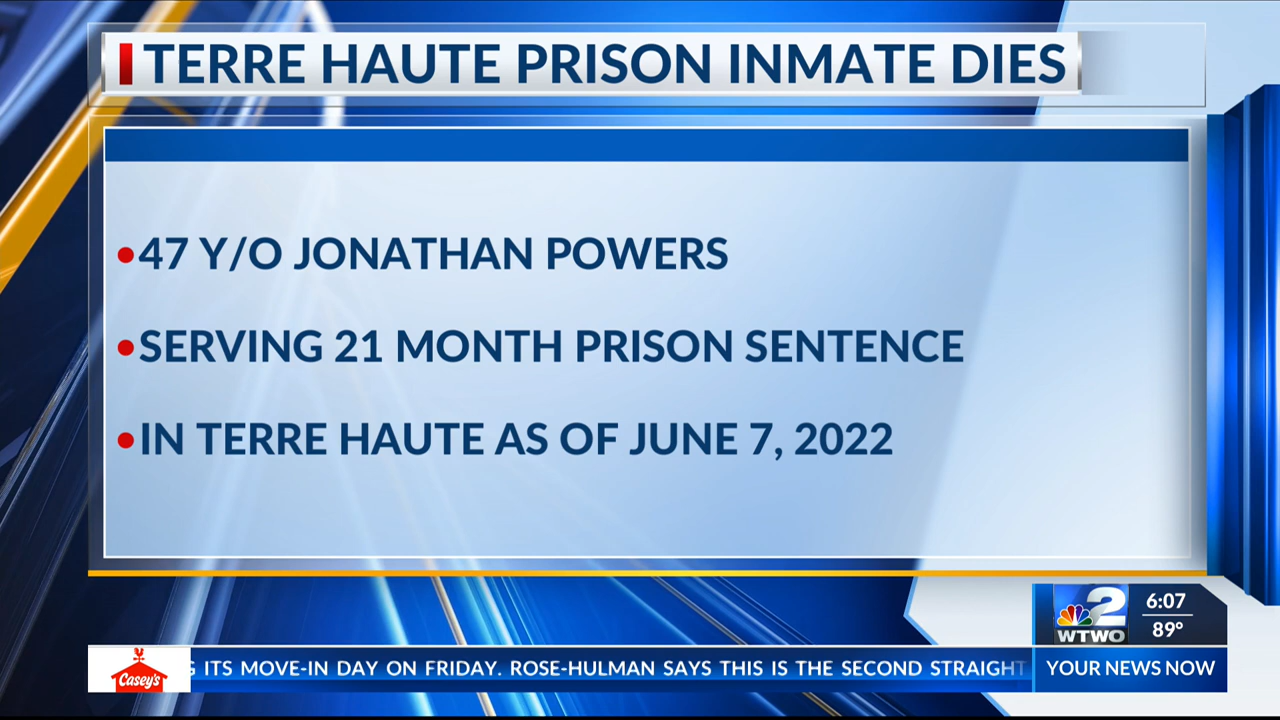 TERRE HAUTE PRISON INMATE DIES
•47 Y/O JONATHAN POWERS
•SERVING 21 MONTH PRISON SENTENCE
•IN TERRE HAUTE AS OF JUNE 7, 2022
2
WTWO
6:07
89°
Casey's
G ITS MOVE-IN DAY ON FRIDAY. ROSE-HULMAN SAYS THIS IS THE SECOND STRAIGHT
YOUR NEWS NOW